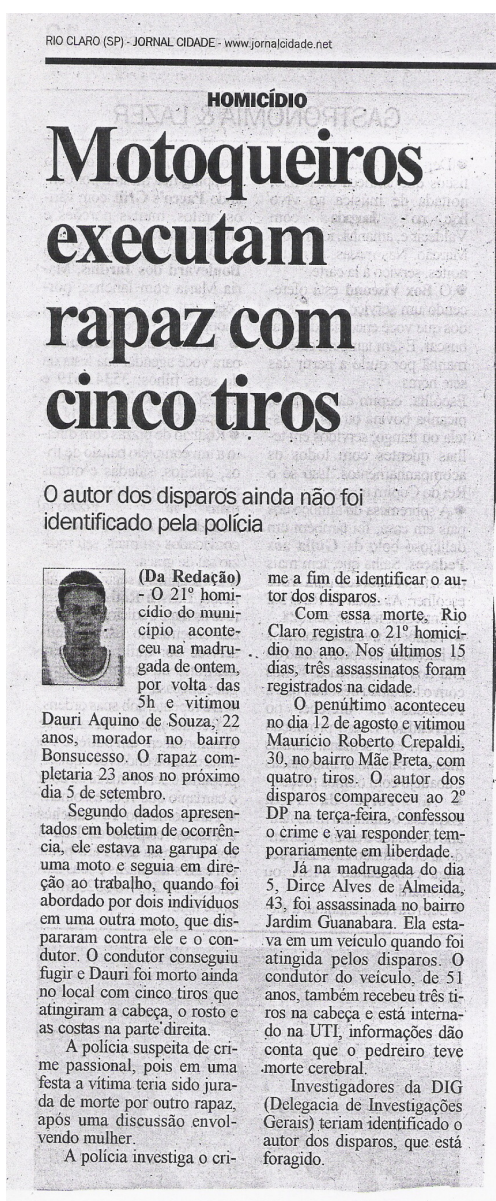 RIO CLARO (SP) - JORNAL CIDADE - www.jornalcidade.net
HOMICÍDIO
Motoqueiros
executam
rapaz com
cinco tiros
O autor dos disparos ainda não foi
identificado pela polícia
(Da Redação)
- O 21º homi-
cídio do muni-
cípio aconte-
ceu na madru-
gada de ontem,
por volta das
5h e vitimou
Dauri Aquino de Souza, 22
anos, morador no bairro
Bonsucesso. O rapaz com-
pletaria 23 anos no próximo
dia 5 de setembro.
Segundo dados apresen-
tados em boletim de ocorrên-
cia, ele estava na garupa de
uma moto e seguia em dire-
ção ao trabalho, quando foi
abordado por dois indivíduos
em uma outra moto, que dis-
pararam contra ele e o con-
dutor. O condutor conseguiu
fugir e Dauri foi morto ainda
no local com cinco tiros que
atingiram a cabeça, o rosto e
as costas na parte direita.
A polícia suspeita de cri-
me passional, pois em uma
festa a vítima teria sido jura-
da de morte por outro rapaz,
após uma discussão envol-
vendo mulher.
A polícia investiga o cri-
me a fim de identificar o au-
tor dos disparos.
Com essa morte, Rio
Claro registra o 21º homicí-
dio no ano. Nos últimos 15
dias, três assassinatos foram
registrados na cidade.
O penúltimo aconteceu
no dia 12 de agosto e vitimou
Maurício Roberto Crepaldi,
30, no bairro Mãe Preta, com
quatro tiros. O autor dos
disparos compareceu ao 2º
DP na terça-feira, confessou
o crime e vai responder tem-
porariamente em liberdade.
Já na madrugada do dia
5, Dirce Alves de Almeida,
43, foi assassinada no bairro
Jardim Guanabara. Ela esta-
va em um veículo quando foi
atingida pelos disparos. O
condutor do veículo, de 51
anos, também recebeu três ti-
ros na cabeça e está interna-
do na UTI, informações dão
conta que o pedreiro teve
morte cerebral.
Investigadores da DIG
(Delegacia de Investigações
Gerais) teriam identificado o
autor dos disparos, que está
foragido.